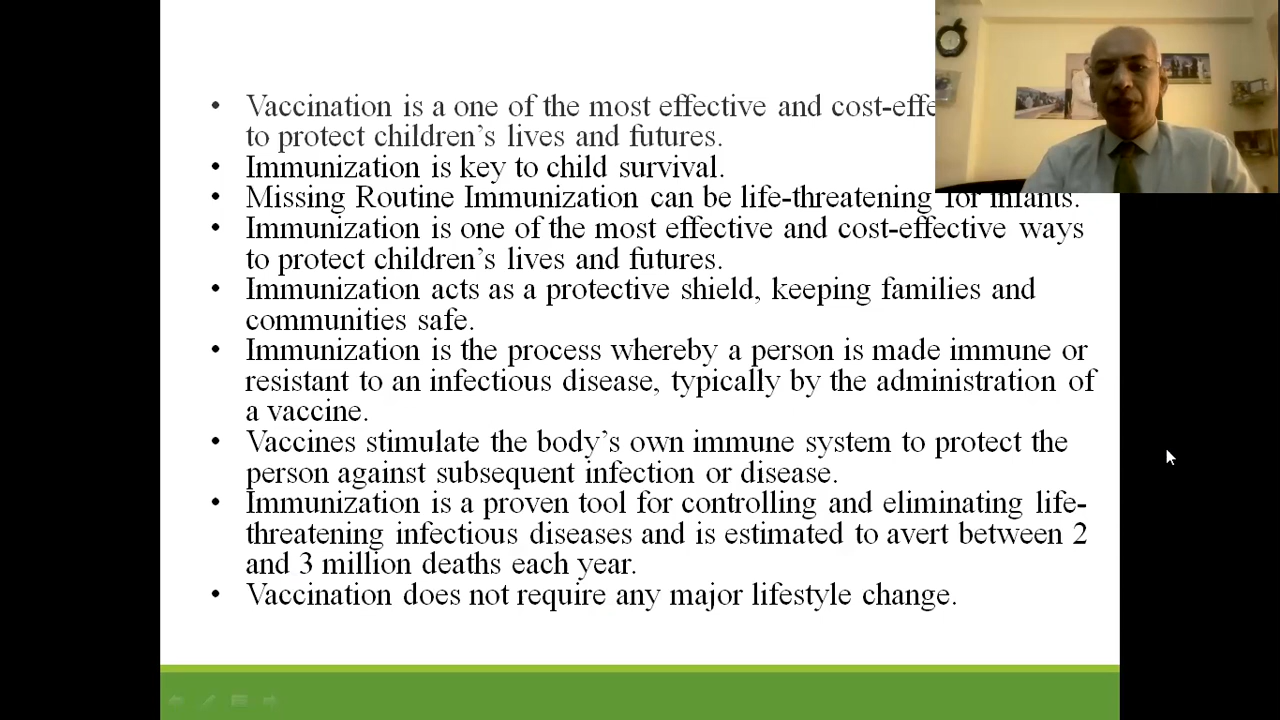 • Vaccination is a one of the most effective and
to protect children’s lives and futures.
• Immunization is key to child survival.
• Missing Routine Immunization can be life-threatening for infants.
• Immunization is one of the most effective and cost-effective ways
to protect children’s lives and futures.
• Immunization acts as a protective shield, keeping families and
communities safe.
• Immunization is the process whereby a person is made immune or
resistant to an infectious disease, typically by the administration of
a vaccine.
• Vaccines stimulate the body’s own immune system to protect the
person against subsequent infection or disease.
• Immunization is a proven tool for controlling and eliminating life-
threatening infectious diseases and is estimated to avert between 2
and 3 million deaths each year.
• Vaccination does not require any major lifestyle change.